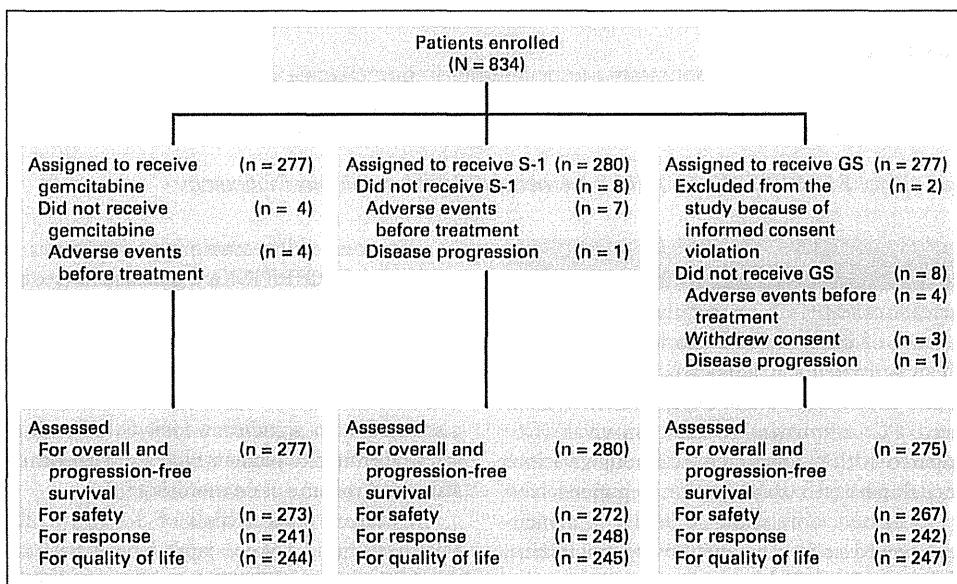 Patients enrolled
(N = 834)
Assigned to receive (n = 277)
gemcitabine
Did not receive (n = 4)
gemcitabine
Adverse events (n = 4)
before treatment
Assigned to receive S-1 (n = 280)
Did not receive S-1 (n = 8)
Adverse events (n = 7)
before treatment
Disease progression (n = 1)
Assigned to receive GS (n = 277)
Excluded from the (n = 2)
study because of
informed consent
violation
Did not receive GS (n = 8)
Adverse events before (n = 4)
treatment
Withdrew consent (n = 3)
Disease progression (n = 1)
Assessed
For overall and (n = 277)
progression-free
survival
For safety (n = 273)
For response (n = 241)
For quality of life (n = 244)
Assessed
For overall and (n = 280)
progression-free
survival
For safety (n = 272)
For response (n = 248)
For quality of life (n = 245)
Assessed
For overall and (n = 275)
progression-free
survival
For safety (n = 267)
For response (n = 242)
For quality of life (n = 247)